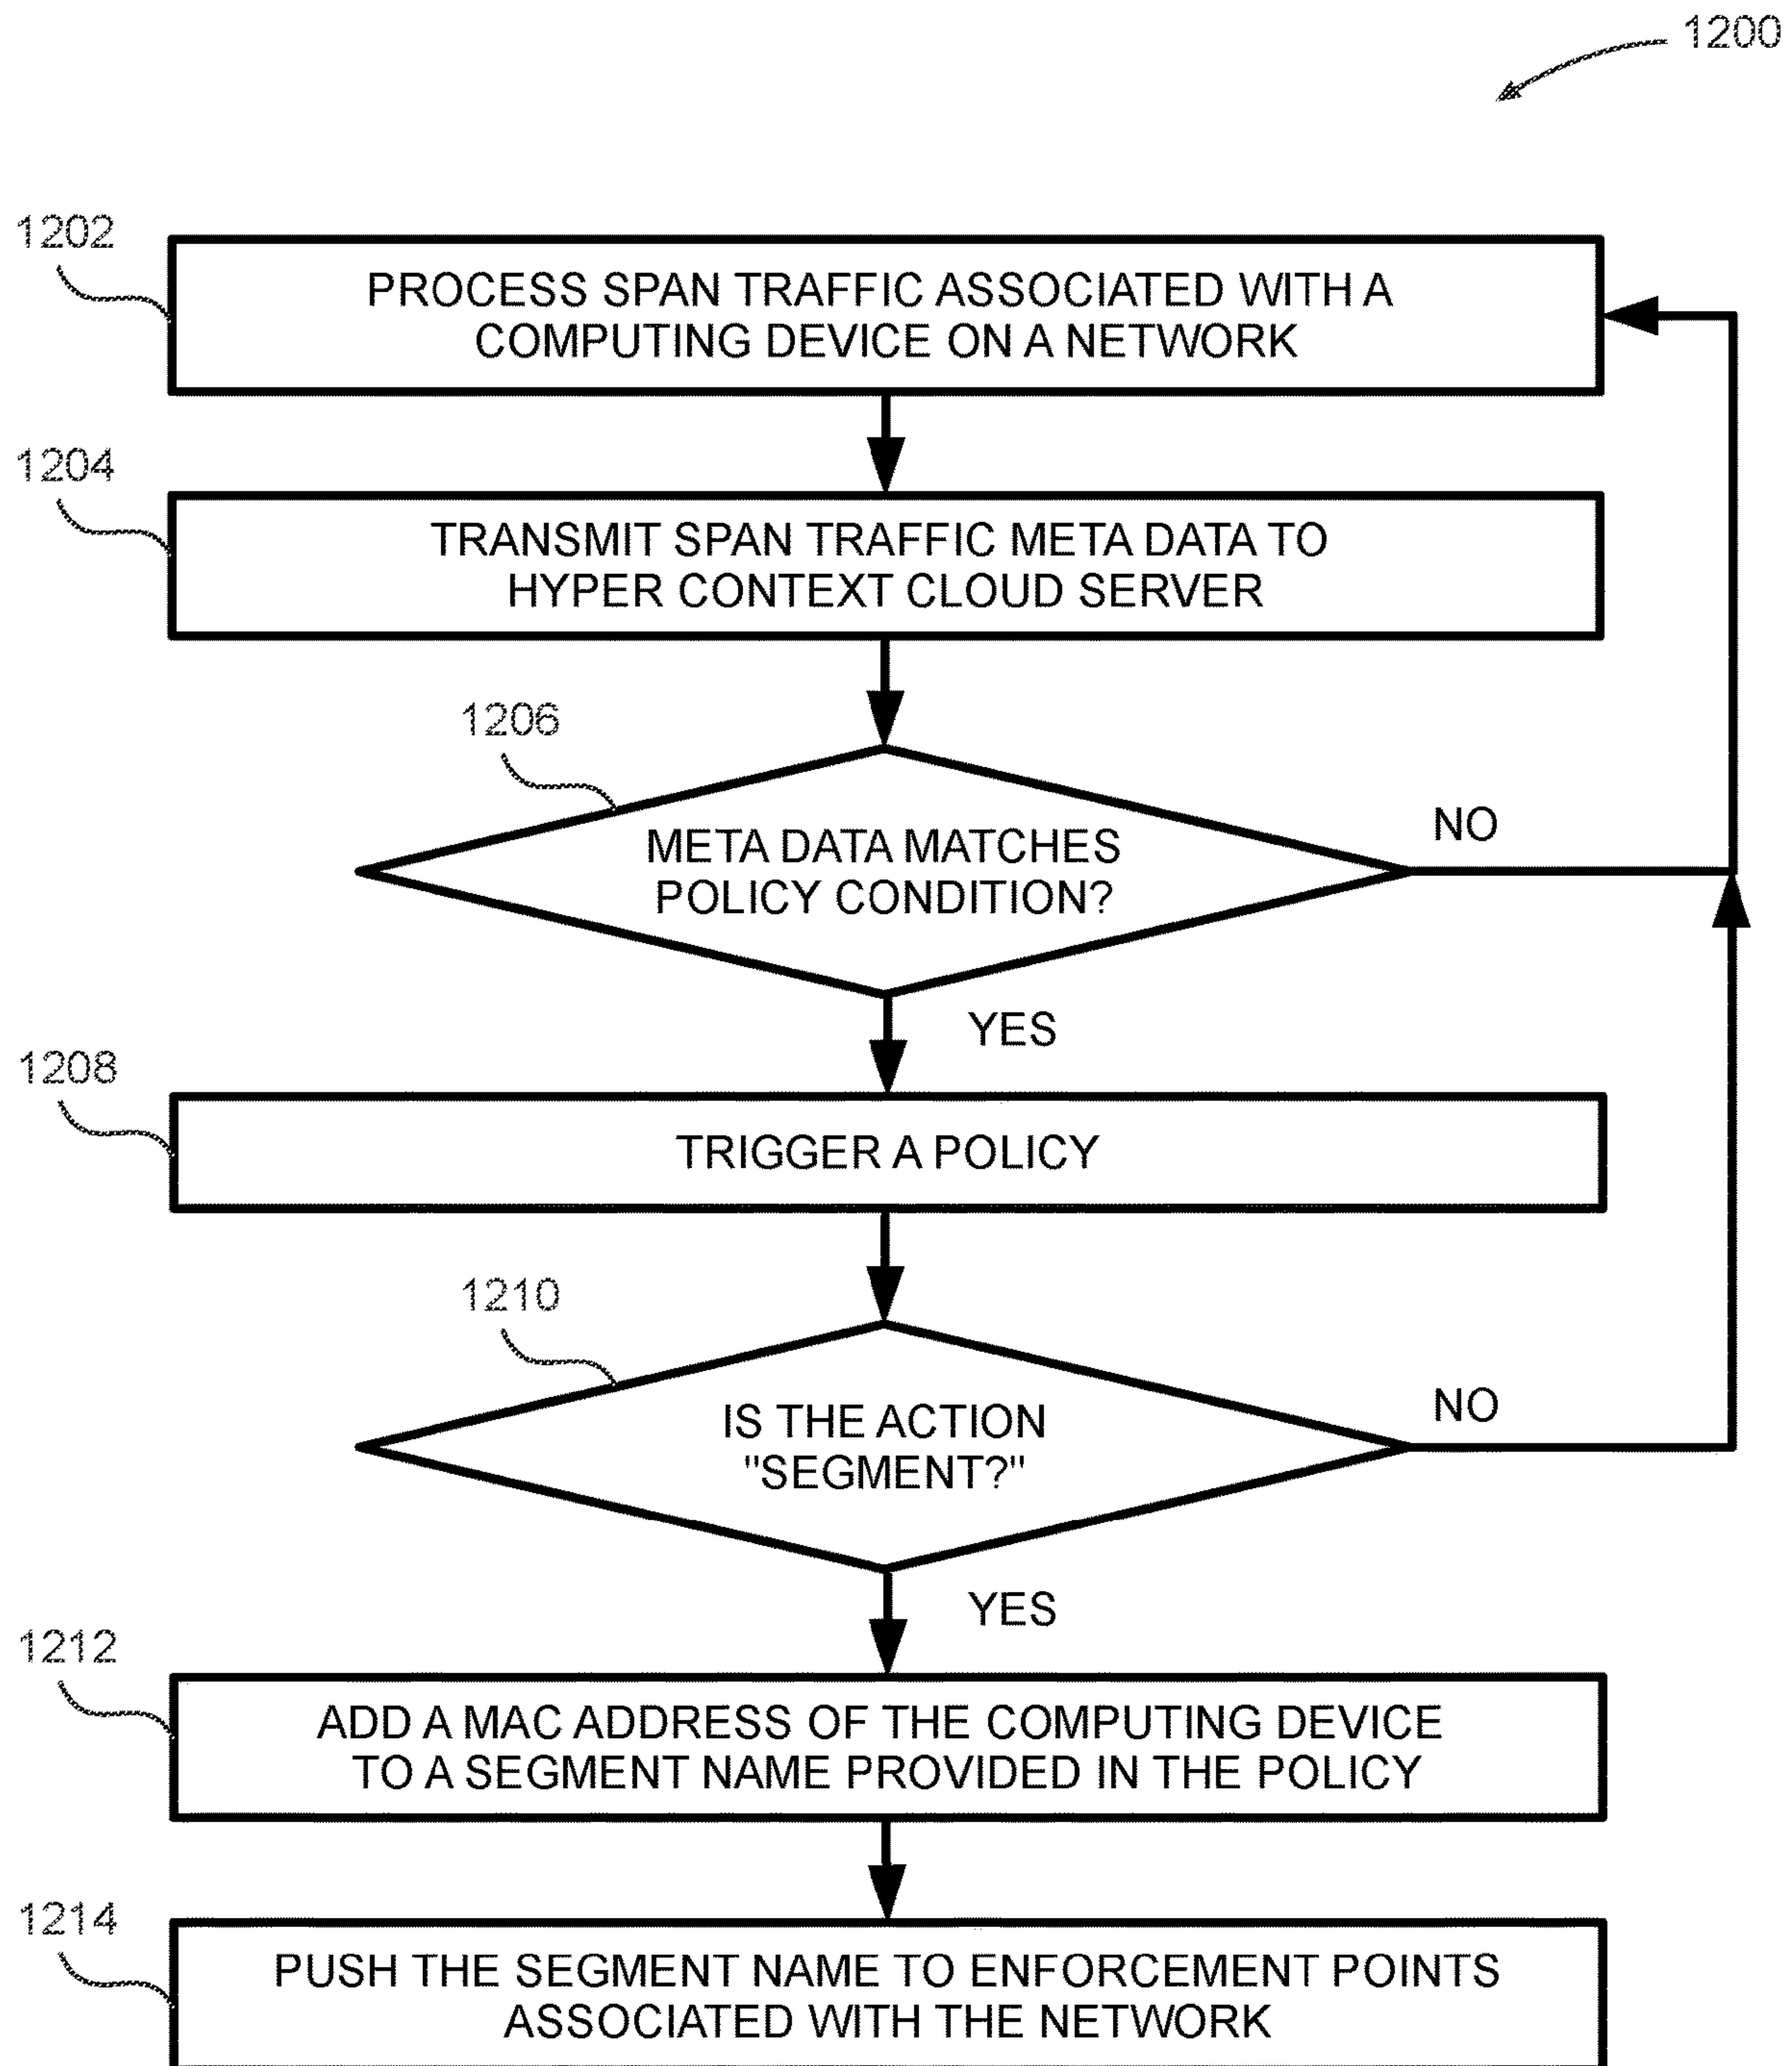 1200
1202
PROCESS SPAN TRAFFIC ASSOCIATED WITH A
COMPUTING DEVICE ON A NETWORK
1204
TRANSMIT SPAN TRAFFIC META DATA TO
HYPER CONTEXT CLOUD SERVER
1206
META DATA MATCHES
POLICY CONDITION?
NO
YES
1208
TRIGGER A POLICY
1210
IS THE ACTION
"SEGMENT?"
NO
YES
1212
ADD A MAC ADDRESS OF THE COMPUTING DEVICE
TO A SEGMENT NAME PROVIDED IN THE POLICY
1214
PUSH THE SEGMENT NAME TO ENFORCEMENT POINTS
ASSOCIATED WITH THE NETWORK